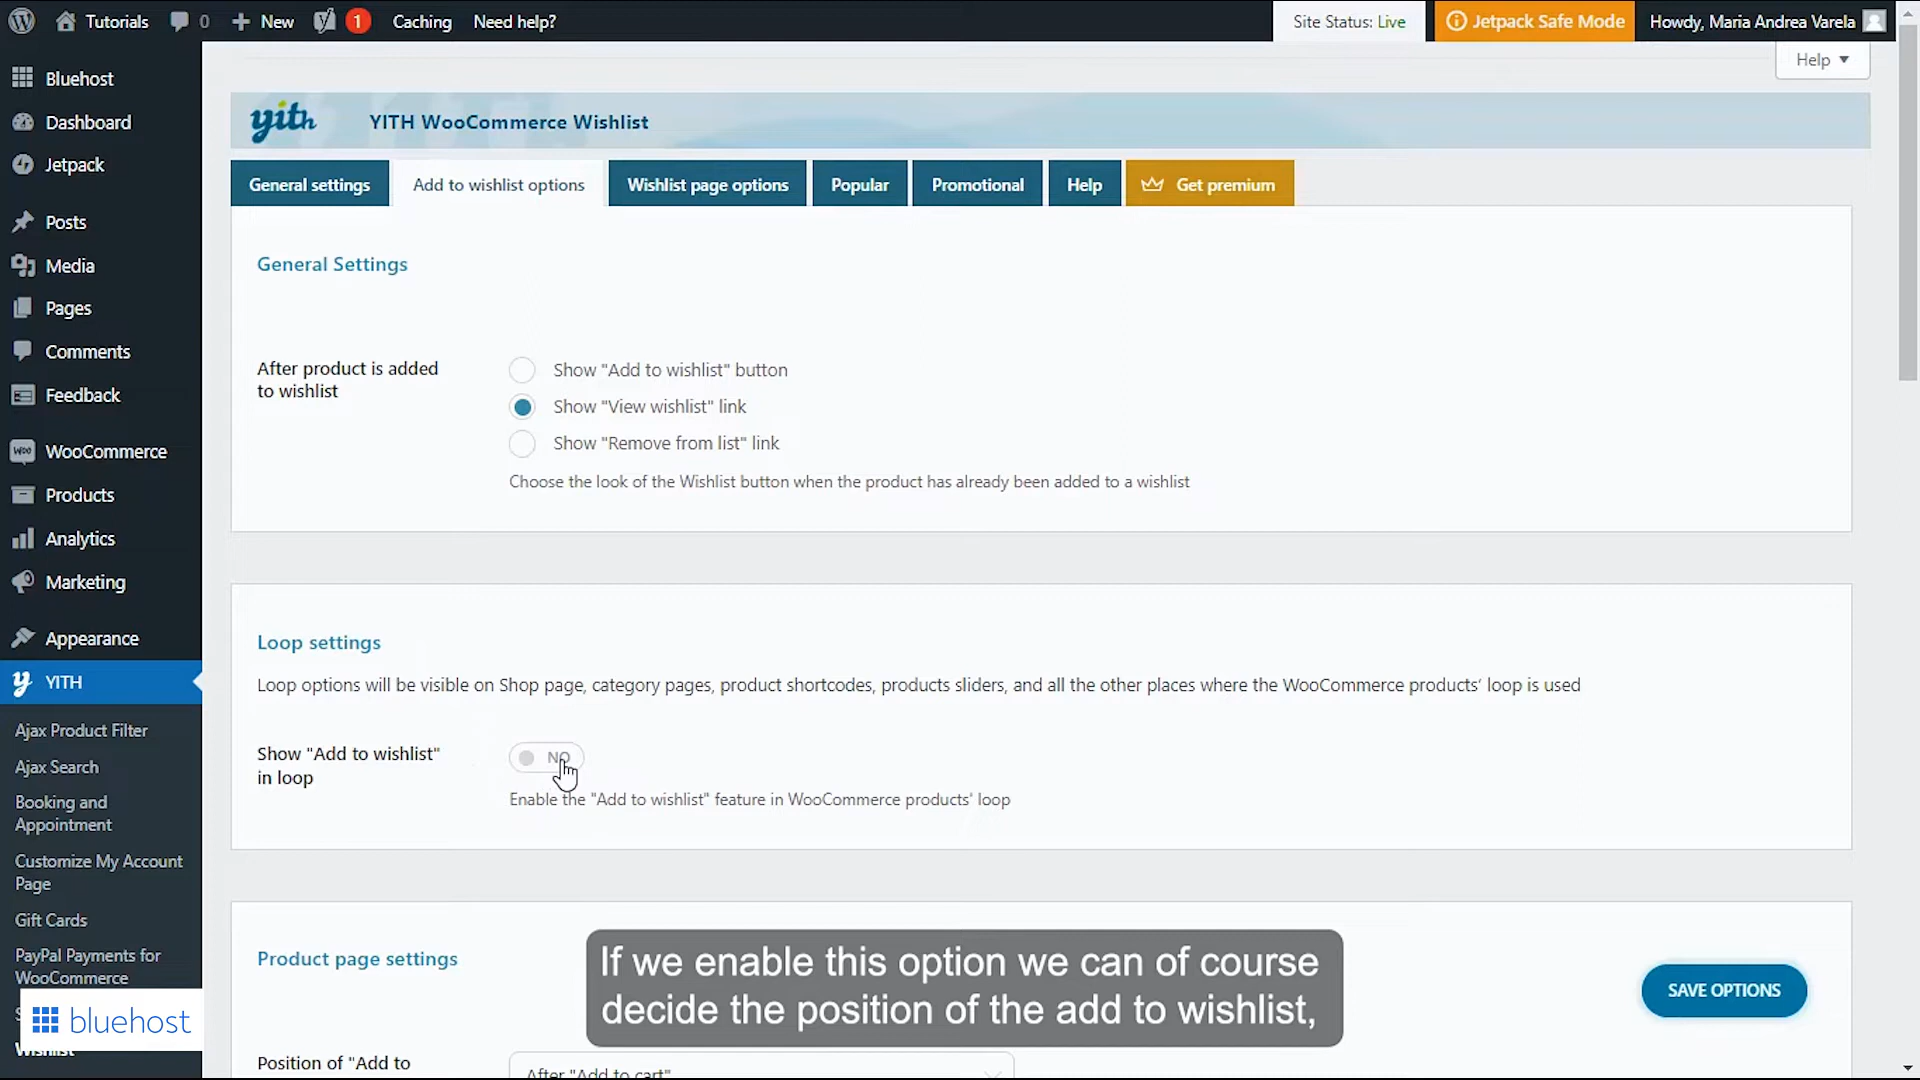 Tutorials
0
New
1
Caching
Need help?
Site Status: Live
Jetpack Safe Mode
Howdy, Maria Andrea Varela
Help
Bluehost
Dashboard
Jetpack
Posts
Media
Pages
Comments
Feedback
WooCommerce
Products
Analytics
Marketing
Appearance
YITH
Ajax Product Filter
Ajax Search
Booking and
Appointment
Customize My Account
Page
Gift Cards
PayPal Payments for
WooCommerce
Wishlist
bluehost
yith
YITH WooCommerce Wishlist
General settings
Add to wishlist options
Wishlist page options
Popular
Promotional
Help
Get premium
General Settings
After product is added
to wishlist
Show "Add to wishlist" button
Show "View wishlist" link
Show "Remove from list" link
Choose the look of the Wishlist button when the product has already been added to a wishlist
Loop settings
Loop options will be visible on Shop page, category pages, product shortcodes, products sliders, and all the other places where the WooCommerce products' loop is used
Show "Add to wishlist"
in loop
NO
Enable the "Add to wishlist" feature in WooCommerce products' loop
Product page settings
Position of "Add to
After "Add to cart"
SAVE OPTIONS
If we enable this option we can of course
decide the position of the add to wishlist,